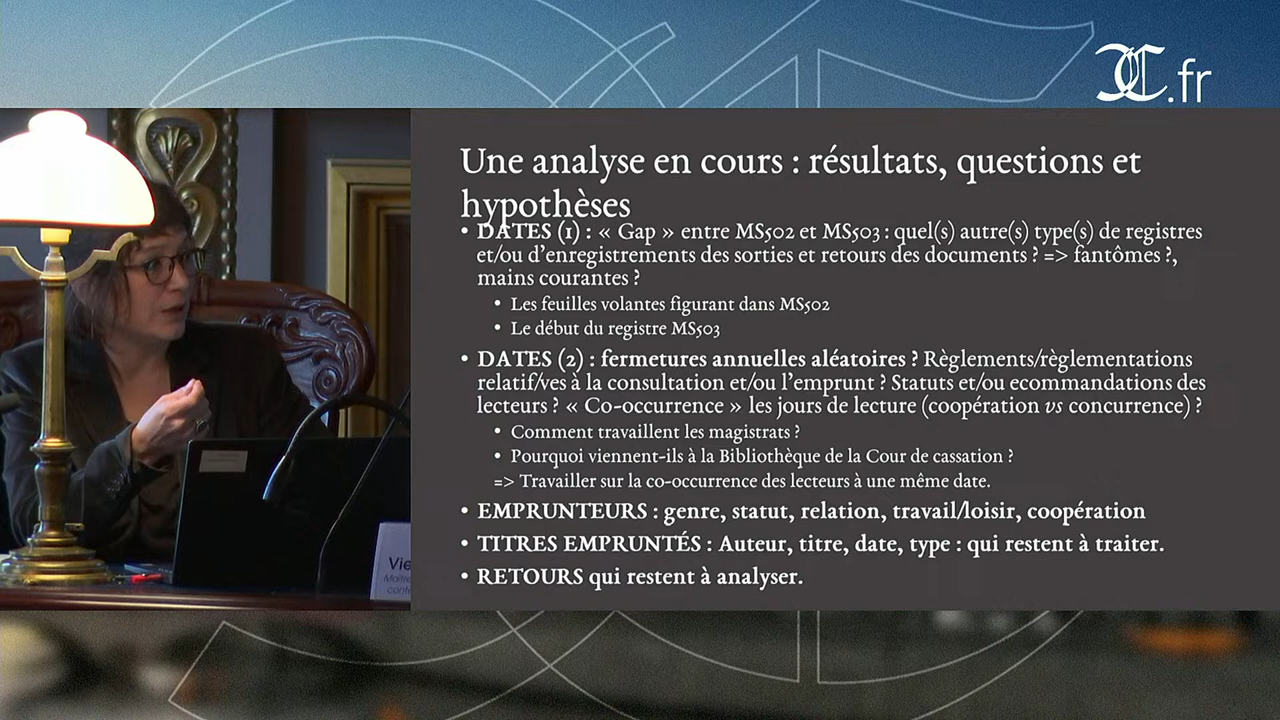 CC.fr
Une analyse en cours : résultats, questions et
hypothèses
• DATES (1) : « Gap » entre MS502 et MS503 : quel(s) autre(s) type(s) de registres
et/ou d’enregistrements des sorties et retours des documents ? => fantômes ?,
mains courantes ?
• Les feuilles volantes figurant dans MS502
• Le début du registre MS503
• DATES (2) : fermetures annuelles aléatoires ? Règlements/règlementations
relatif/ves à la consultation et/ou l’emprunt ? Statuts et/ou ecommandations des
lecteurs ? « Co-occurrence » les jours de lecture (coopération vs concurrence) ?
• Comment travaillent les magistrats ?
• Pourquoi viennent-ils à la Bibliothèque de la Cour de cassation ?
=> Travailler sur la co-occurrence des lecteurs à une même date.
• EMPRUNTEURS : genre, statut, relation, travail/loisir, coopération
• TITRES EMPRUNTÉS : Auteur, titre, date, type : qui restent à traiter.
• RETOURS qui restent à analyser.
Vie
Maître